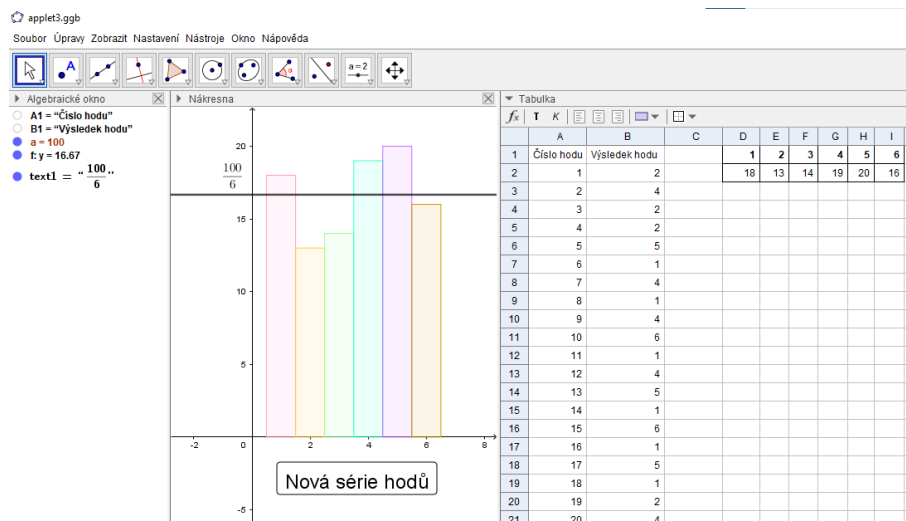 applet3.ggb
Soubor Úpravy Zobrazit Nastavení Nástroje Okno Nápověda
A
a=2
Algebraické okno
A1 = “Číslo hodu”
B1 = “Výsledek hodu”
a = 100
f: y = 16.67
text1 = “ 100/6 ”
Nákresna
20
100/6
15
10
5
-2 0 2 4 6 8
Nová série hodů
-5
Tabulka
fx T K
A B C D E F G H I
1 Číslo hodu Výsledek hodu 1 2 3 4 5 6
2 1 2 18 13 14 19 20 16
3 2 4
4 3 2
5 4 2
6 5 5
7 6 1
8 7 4
9 8 1
10 9 4
11 10 6
12 11 1
13 12 4
14 13 5
15 14 1
16 15 6
17 16 1
18 17 5
19 18 1
20 19 2
21 20 4